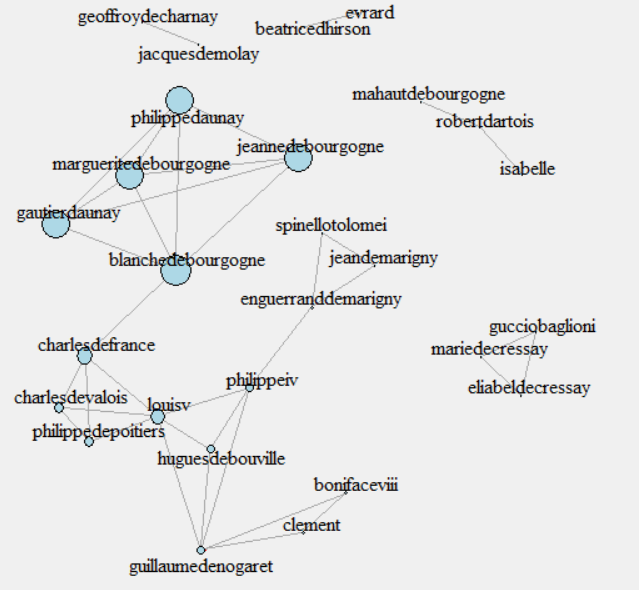 geoffroydecharnay
evrard
beatricedhirson
jacquesdemolay
mahautdebourgogne
philippedaunay
robertdartois
jeannedebourgogne
margueritedebourgogne
isabelle
gautierdaunay
spinellotolomei
blanchedebourgogne
jeandemarigny
enguerranddemarigny
gucciobaglioni
charlesdefrance
mariedecressay
philippeiv
eliabeldecressay
charlesdevalois
louisv
philippedepoitiers
huguesdebouville
bonifaceviii
clement
guillaumedenogaret